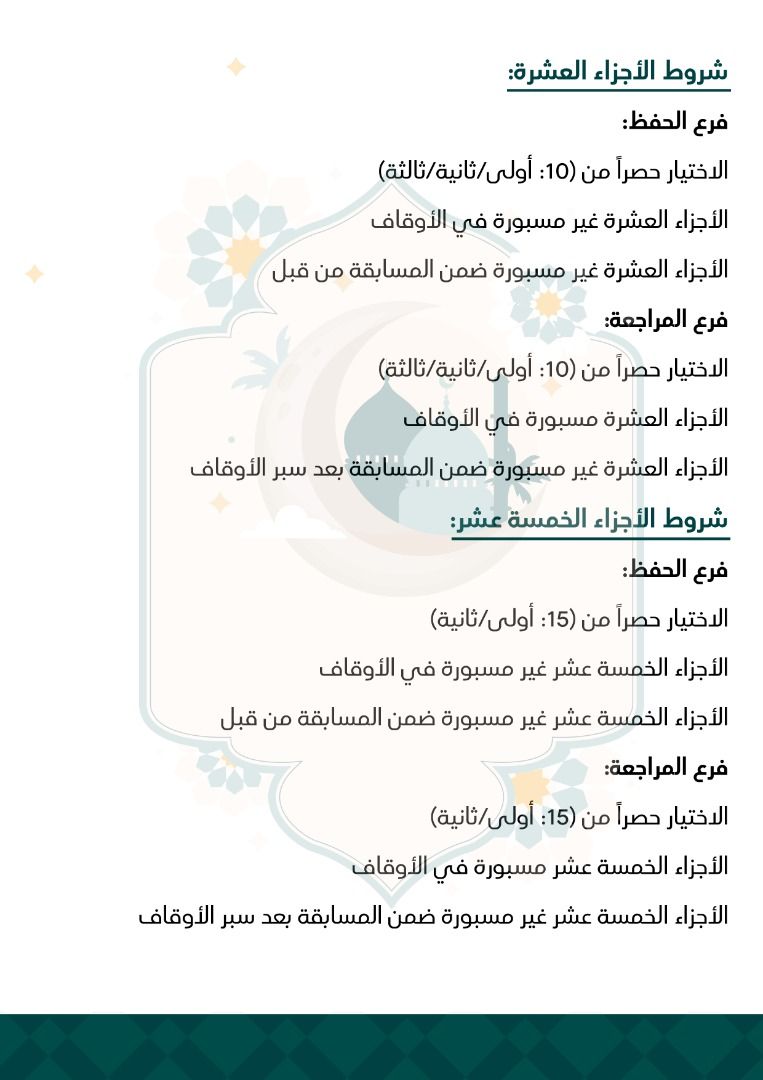 شروط الأجزاء العشرة:
فرع الحفظ:
الاختيار حصراً من (10: أولى/ثانية/ثالثة)
الأجزاء العشرة غير مسبورة في الأوقاف
الأجزاء العشرة غير مسبورة ضمن المسابقة من قبل
فرع المراجعة:
الاختيار حصراً من (10: أولى/ثانية/ثالثة)
الأجزاء العشرة مسبورة في الأوقاف
الأجزاء العشرة غير مسبورة ضمن المسابقة بعد سبر الأوقاف
شروط الأجزاء الخمسة عشر:
فرع الحفظ:
الاختيار حصراً من (15: أولى/ثانية)
الأجزاء الخمسة عشر غير مسبورة في الأوقاف
الأجزاء الخمسة عشر غير مسبورة ضمن المسابقة من قبل
فرع المراجعة:
الاختيار حصراً من (15: أولى/ثانية)
الأجزاء الخمسة عشر مسبورة في الأوقاف
الأجزاء الخمسة عشر غير مسبورة ضمن المسابقة بعد سبر الأوقاف